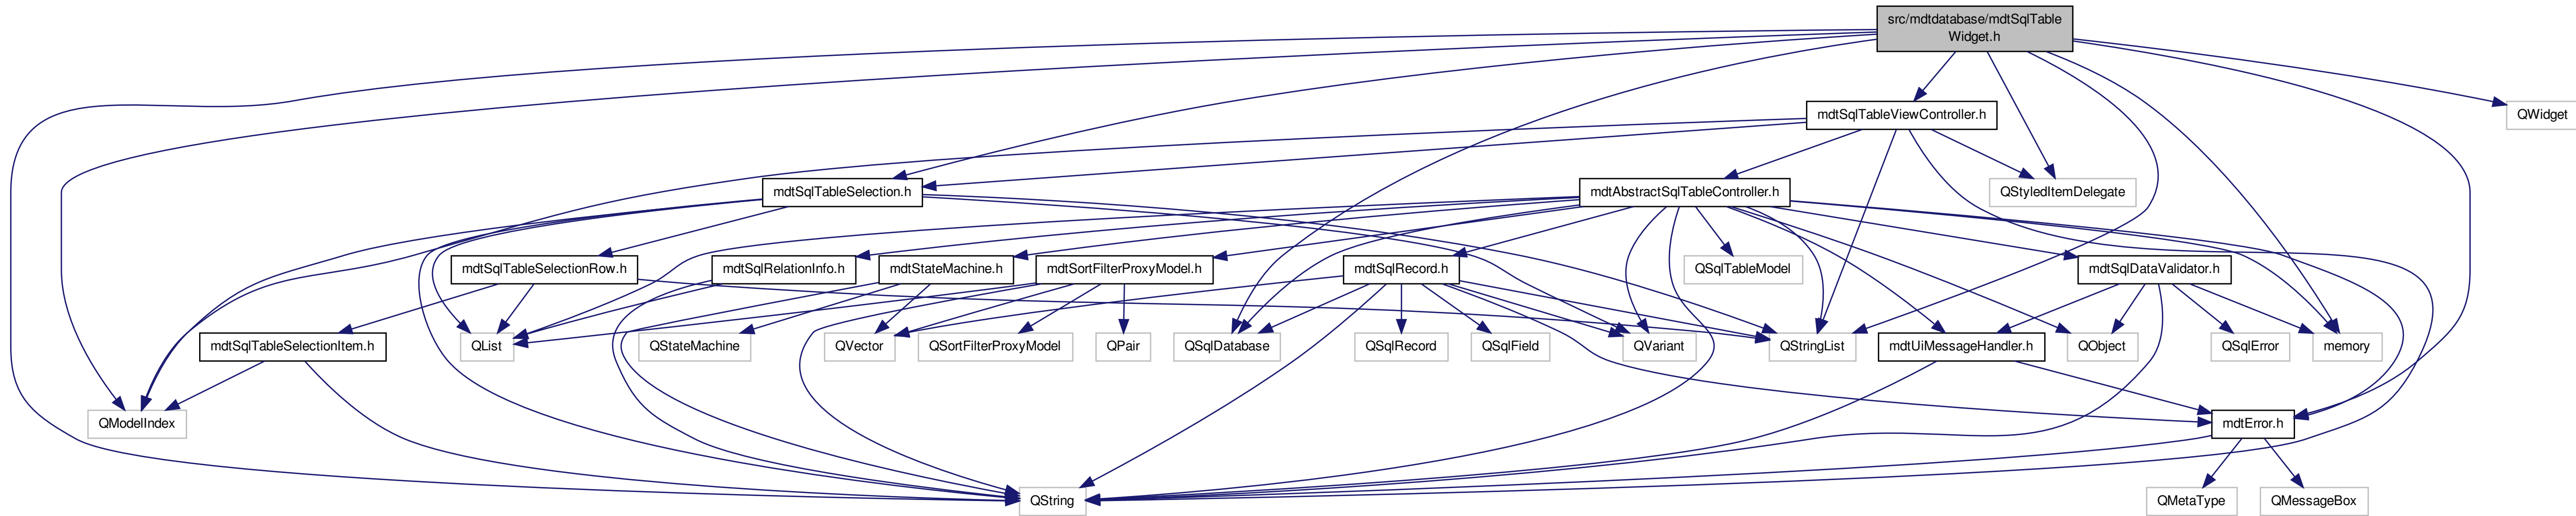 src/mdtdatabase/mdtSqlTable
Widget.h
QWidget
mdtSqlTableViewController.h
mdtSqlTableSelection.h
mdtAbstractSqlTableController.h
QStyledItemDelegate
mdtSqlTableSelectionRow.h
mdtSqlRelationInfo.h
mdtStateMachine.h
mdtSortFilterProxyModel.h
mdtSqlRecord.h
QSqlTableModel
mdtSqlDataValidator.h
mdtSqlTableSelectionItem.h
QList
QStateMachine
QVector
QSortFilterProxyModel
QPair
QSqlDatabase
QSqlRecord
QSqlField
QVariant
QStringList
mdtUiMessageHandler.h
QObject
QSqlError
memory
QModelIndex
mdtError.h
QString
QMetaType
QMessageBox